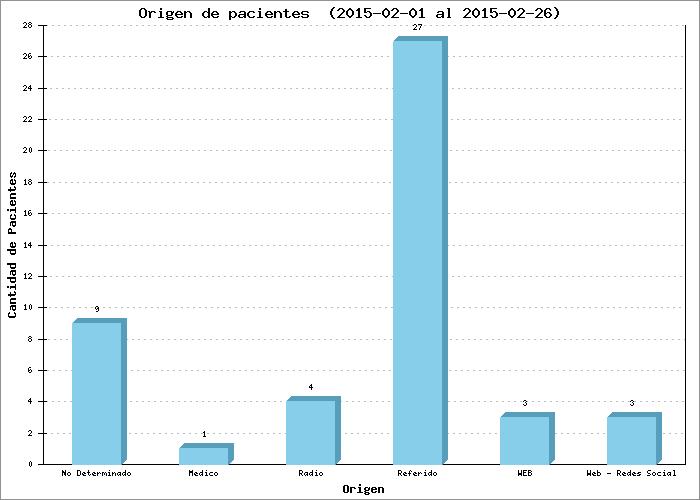 Origen de pacientes (2015-02-01 al 2015-02-26)
Cantidad de Pacientes
28
26
24
22
20
18
16
14
12
10
8
6
4
2
0
9
1
4
27
3
3
No Determinado
Medico
Radio
Referido
WEB
Web - Redes Social
Origen